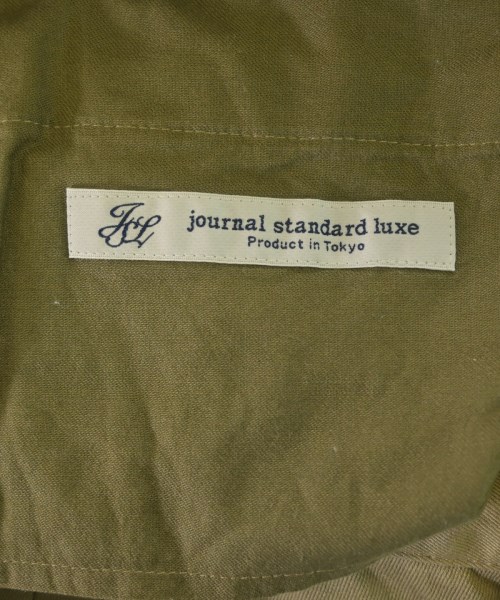 JSL
journal standard luxe
Product in Tokyo